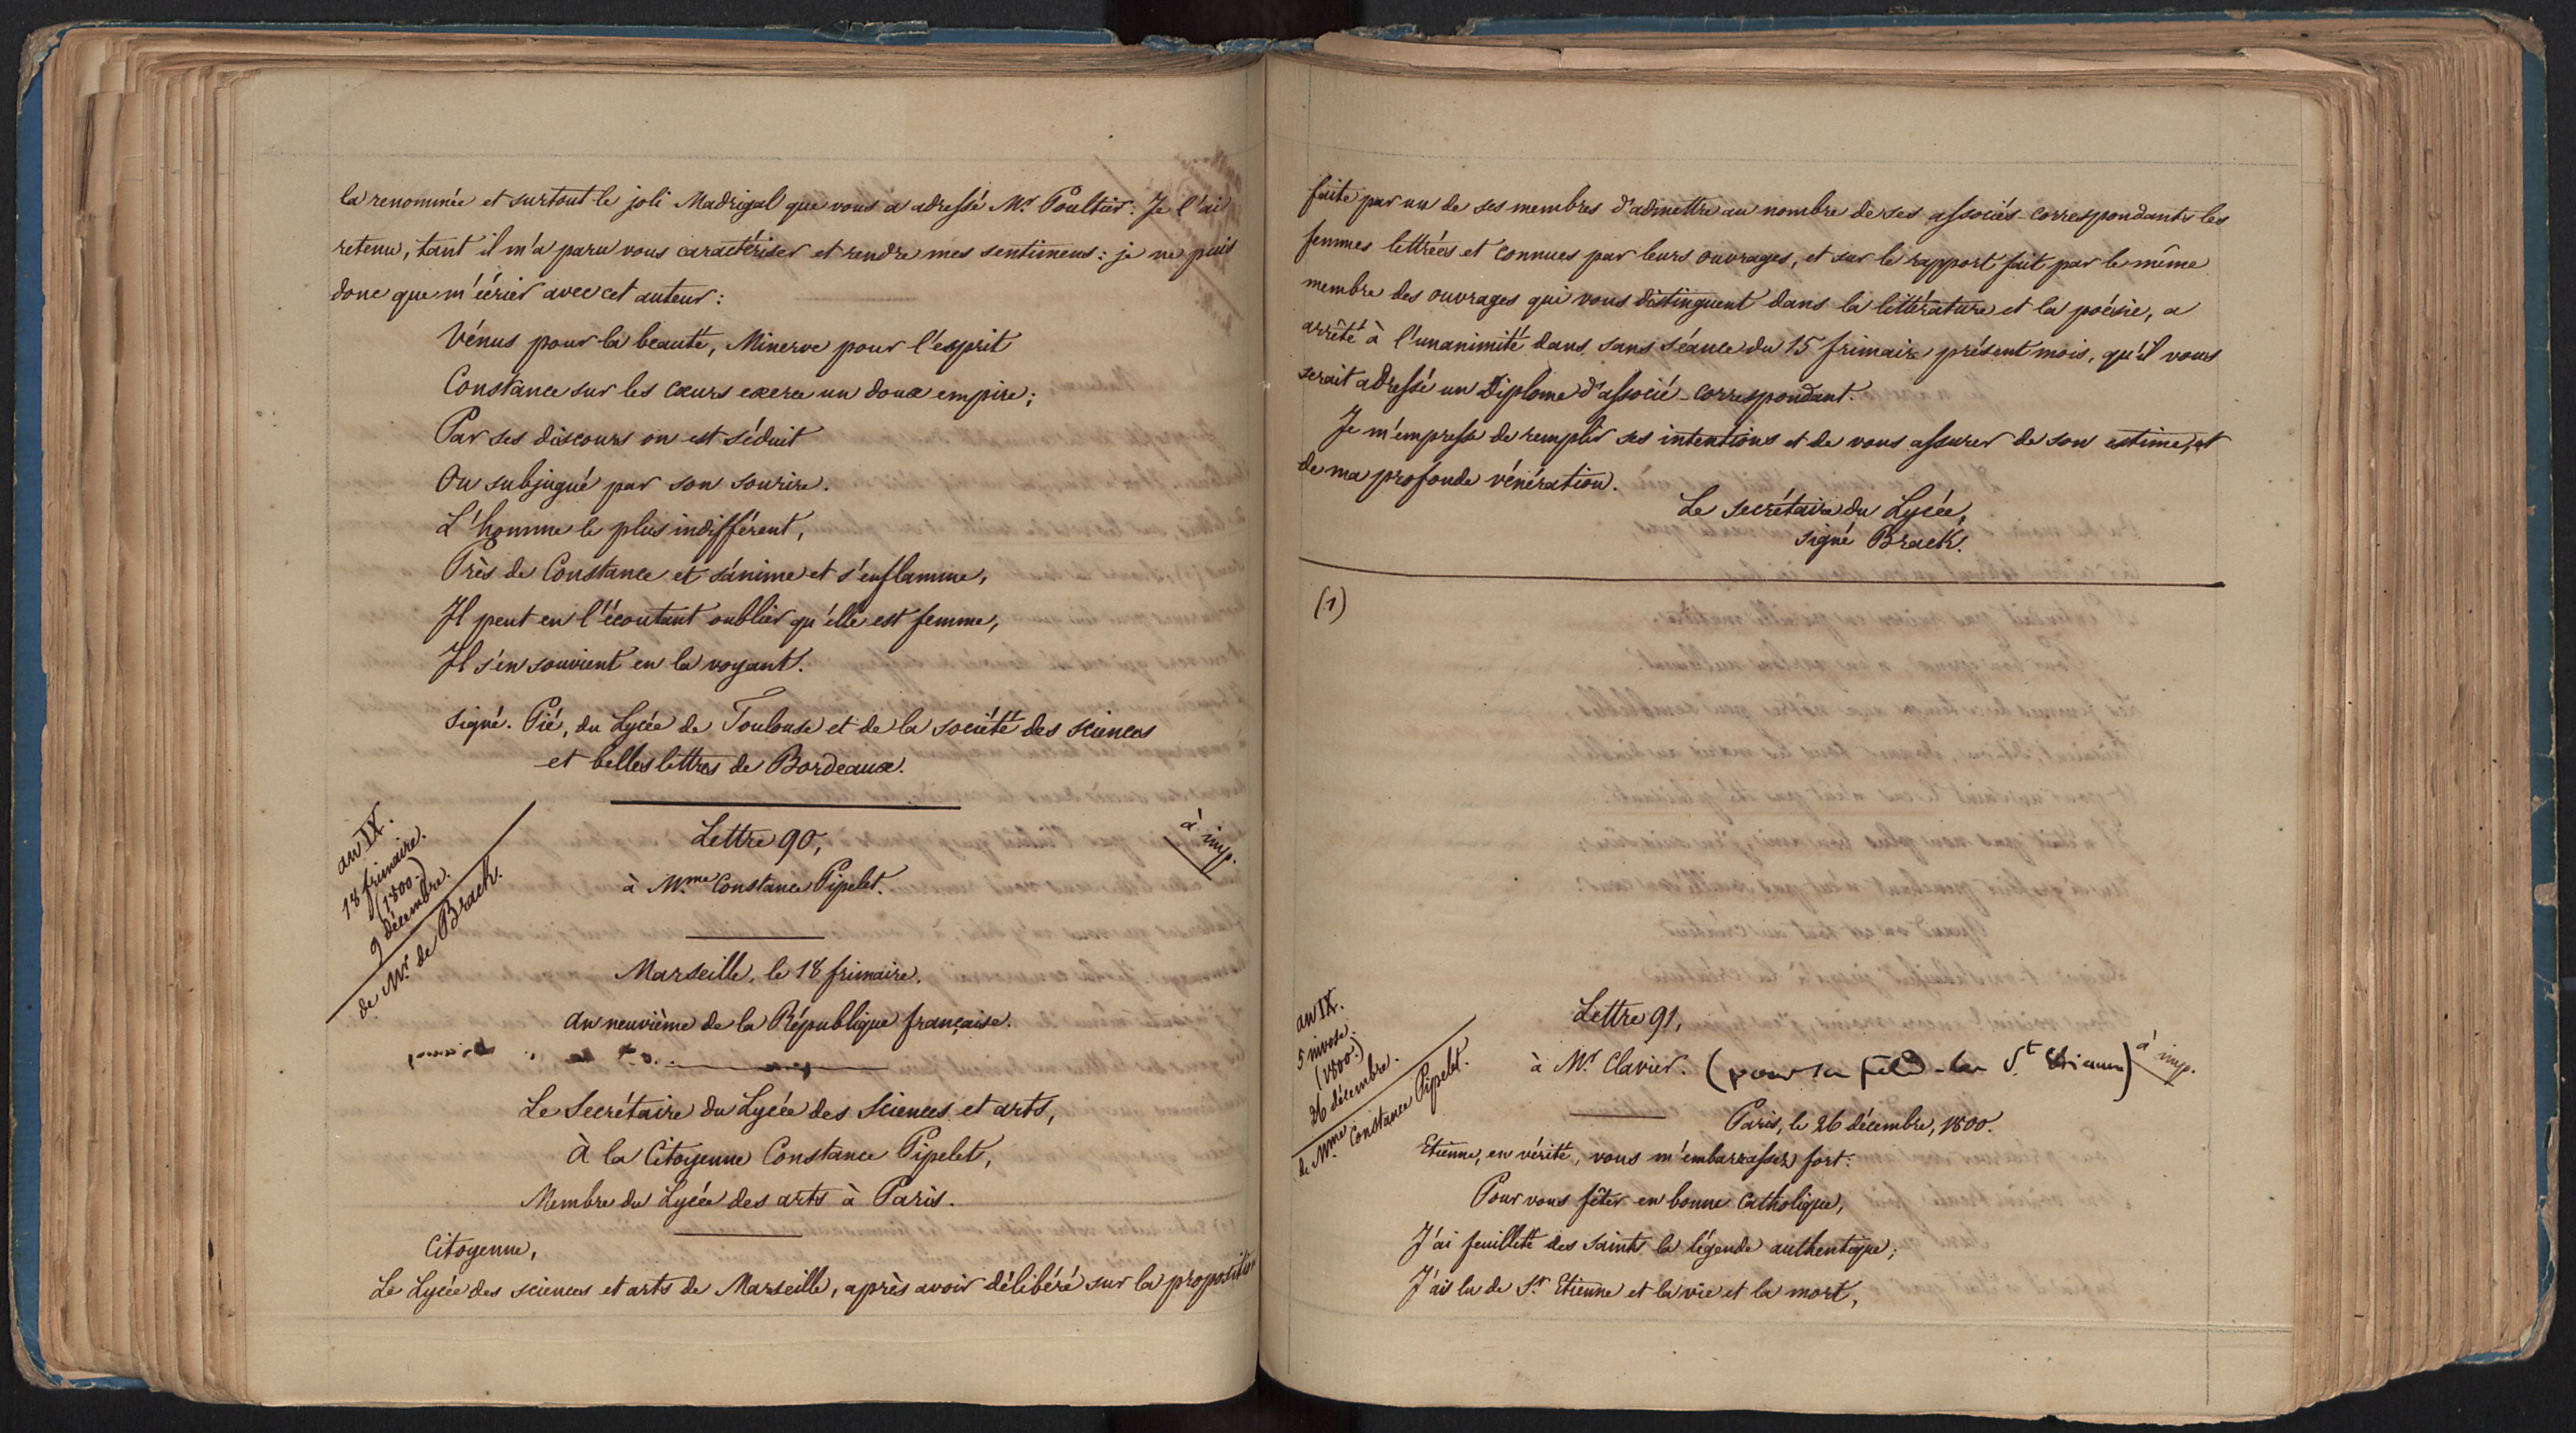 la renommée et surtout le joli Madrigal que vous a adressé Mr. Poultier: Je l'ai
retenu, tant il m'a paru vous caractériser et rendre mes sentimens: je ne puis
donc que m'écrier avec cet auteur:
Vénus pour la beauté, Minerve pour l'esprit
Constance sur les cœurs exerce un doux empire;
Par ses discours on est séduit
Ou subjugué par son sourire.
L'homme le plus indifférent,
Près de Constance et s'anime et s'enflamme,
Il peut en l'écoutant oublier qu'elle est femme,
Il s'en souvient en la voyant.
signé. Pié, du Lycée de Toulouse et de la société des sciences
et belles lettres de Bordeaux.
an IX.
18 frimaire.
(1800.)
9 décembre.
de Mr. de Brack.
Lettre 90,
à imp.
à Mme. Constance Pipelet.
Marseille, le 18 frimaire.
an neuvième de la République française.
Le Secrétaire du Lycée des Sciences et arts,
à la Citoyenne Constance Pipelet,
Membre du Lycée des arts à Paris.
Citoyenne,
Le Lycée des sciences et arts de Marseille, après avoir délibéré sur la proposition
faite par un de ses membres d'admettre au nombre de ses associés-correspondants les
femmes lettrées et connues par leurs ouvrages, et sur le rapport fait par le même
membre des ouvrages qui vous distinguent dans la littérature et la poésie, a
arrêté à l'unanimité dans sans séance du 15 frimaire présent mois, qu'il vous
serait adressé un Diplome d'associé-correspondant.
Je m'empresse de remplir ses intentions et de vous assurer de son estime, et
de ma profonde vénération.
Le secrétaire du Lycée,
signé Brack.
(1)
an IX.
5 nivose.
(1800.)
26 décembre.
de Mme. Constance Pipelet.
Lettre 91,
à Mr. Clavier. (pour la St Etienne)
à imp.
Paris, le 26 décembre, 1800.
Etienne, en vérité, vous m'embarrassez fort:
Pour vous fêter en bonne Catholique,
J'ai feuilleté des Saints la légende authentique;
J'ai lu de St. Etienne et la vie et la mort,